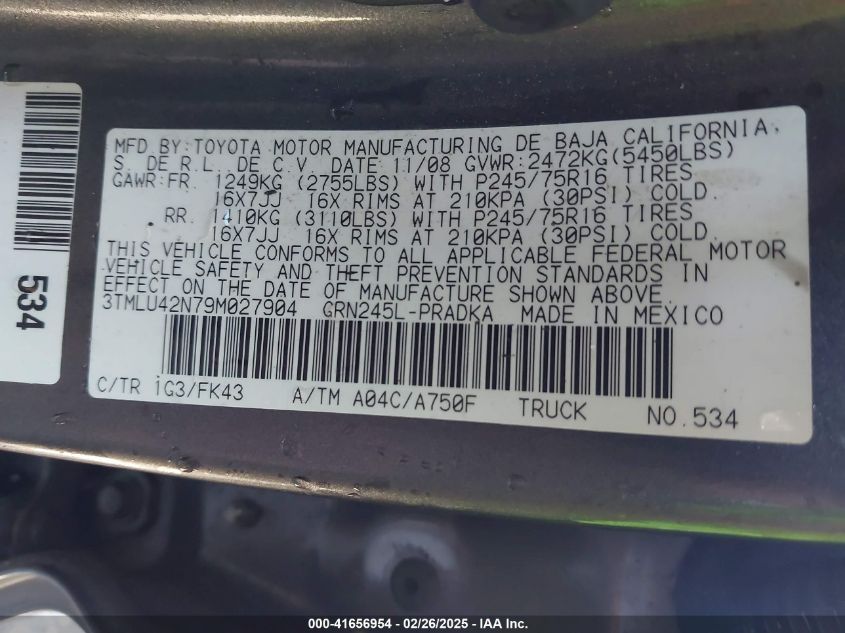 MFD BY: TOYOTA MOTOR MANUFACTURING DE BAJA CALIFORNIA,
S. DE R. L. DE C V. DATE 11/08 GVWR: 2472KG(5450LBS)
GAWR: FR. 1249KG (2755LBS) WITH P245/75R16 TIRES
16X7JJ 16X RIMS AT 210KPA (30PSI) COLD.
RR. 1410KG (3110LBS) WITH P245/75R16 TIRES
16X7JJ 16X RIMS AT 210KPA (30PSI) COLD.
THIS VEHICLE CONFORMS TO ALL APPLICABLE FEDERAL MOTOR
VEHICLE SAFETY AND THEFT PREVENTION STANDARDS IN
EFFECT ON THE DATE OF MANUFACTURE SHOWN ABOVE.
3TMLU42N79M027904 GRN245L-PRADKA MADE IN MEXICO
C/TR 1G3/FK43 A/TM A04C/A750F TRUCK NO.534
534
000-41656954 - 02/26/2025 - IAA Inc.